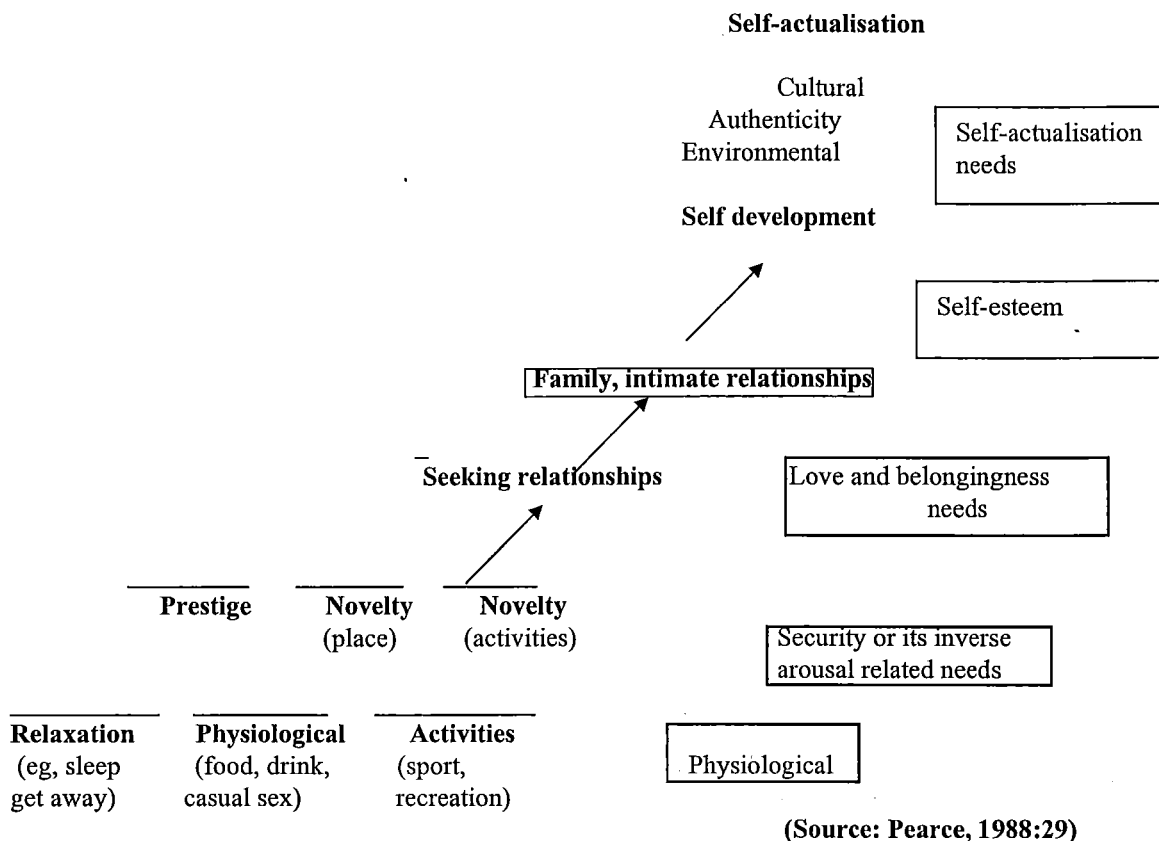 Self-actualisation
Cultural
Authenticity
Environmental
Self-actualisation
needs
Self development
Self-esteem
Family, intimate relationships
Seeking relationships
Love and belongingness
needs
Prestige
Novelty
(place)
Novelty
(activities)
Security or its inverse
arousal related needs
Relaxation
(eg, sleep
get away)
Physiological
(food, drink,
casual sex)
Activities
(sport,
recreation)
Physiological
(Source: Pearce, 1988:29)